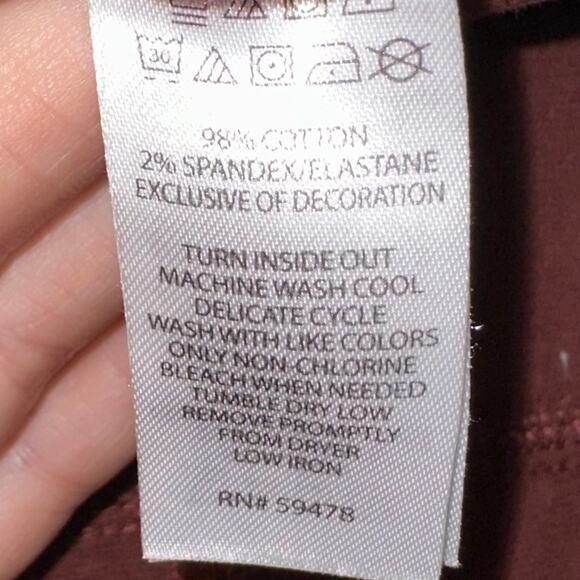 30
98% COTTON
2% SPANDEX/ELASTANE
EXCLUSIVE OF DECORATION
TURN INSIDE OUT
MACHINE WASH COOL
DELICATE CYCLE
WASH WITH LIKE COLORS
ONLY NON-CHLORINE
BLEACH WHEN NEEDED
TUMBLE DRY LOW
REMOVE PROMPTLY
FROM DRYER
LOW IRON
RN# 59478